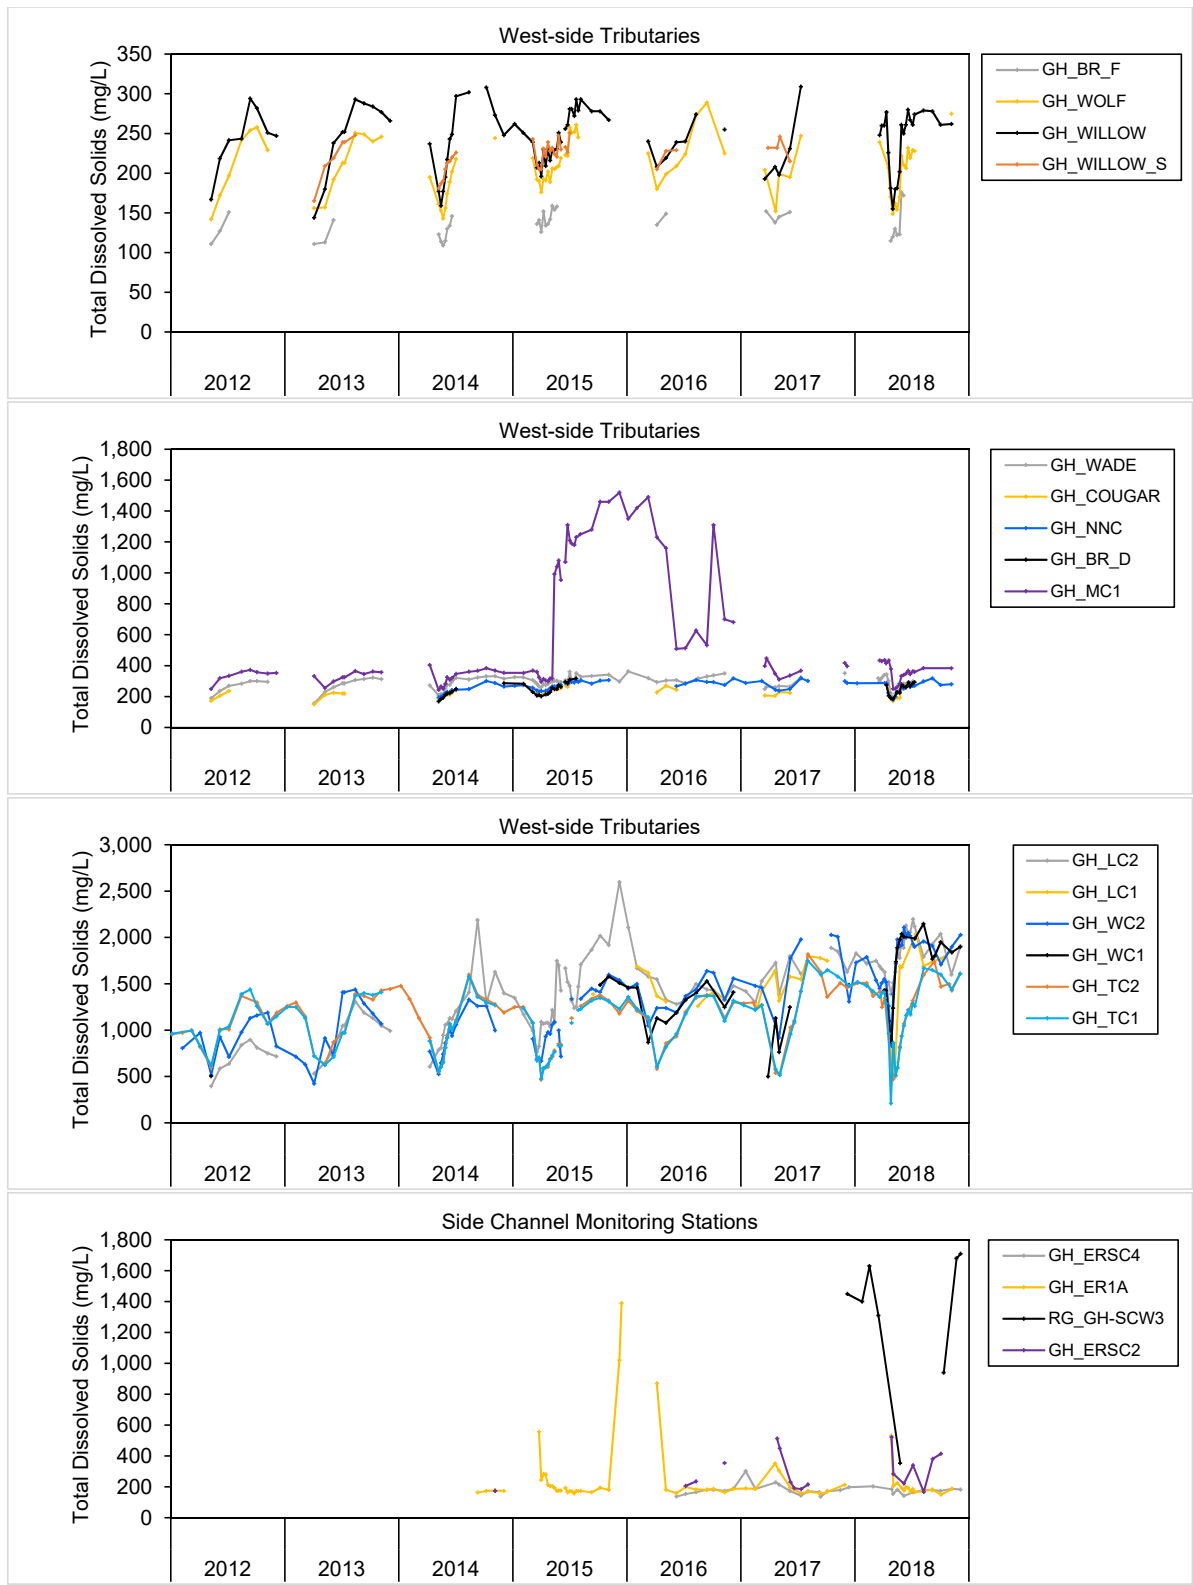 West-side Tributaries
Total Dissolved Solids (mg/L)
350
300
250
200
150
100
50
0
2012 2013 2014 2015 2016 2017 2018
GH_BR_F
GH_WOLF
GH_WILLOW
GH_WILLOW_S
West-side Tributaries
Total Dissolved Solids (mg/L)
1,800
1,600
1,400
1,200
1,000
800
600
400
200
0
2012 2013 2014 2015 2016 2017 2018
GH_WADE
GH_COUGAR
GH_NNC
GH_BR_D
GH_MC1
West-side Tributaries
Total Dissolved Solids (mg/L)
3,000
2,500
2,000
1,500
1,000
500
0
2012 2013 2014 2015 2016 2017 2018
GH_LC2
GH_LC1
GH_WC2
GH_WC1
GH_TC2
GH_TC1
Side Channel Monitoring Stations
Total Dissolved Solids (mg/L)
1,800
1,600
1,400
1,200
1,000
800
600
400
200
0
2012 2013 2014 2015 2016 2017 2018
GH_ERSC4
GH_ER1A
RG_GH-SCW3
GH_ERSC2